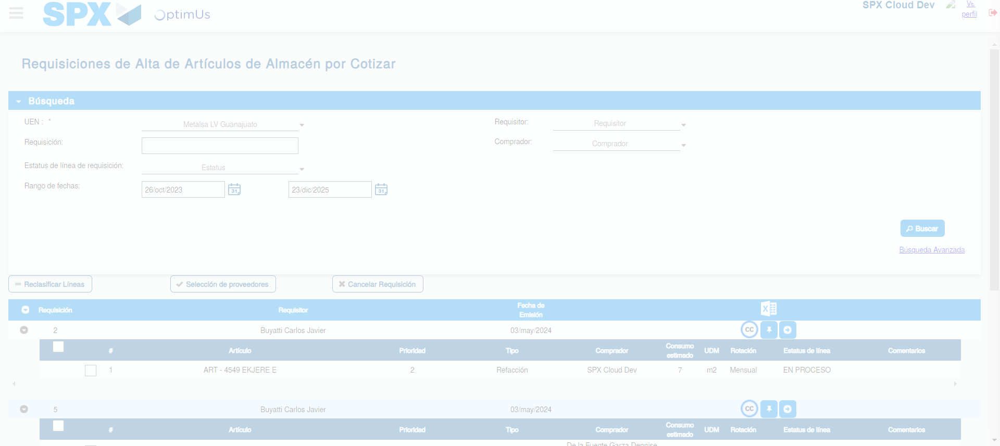 SPX OptimUs
SPX Cloud Dev
perfil
Requisiciones de Alta de Artículos de Almacén por Cotizar
Búsqueda
UEN : * Metalsa LV Guanajuato Requisitor: Requisitor
Requisición: Comprador: Comprador
Estatus de línea de requisición: Estatus
Rango de fechas: 26/oct/2023 31 23/dic/2025 31
Buscar
Búsqueda Avanzada
Reclasificar Líneas Selección de proveedores Cancelar Requisición
Requisición Requisitor Fecha de Emisión X
2 Buyatti Carlos Javier 03/may/2024 CC
# Artículo Prioridad Tipo Comprador Consumo estimado UDM Rotación Estatus de línea Comentarios
1 ART - 4549 EKJERE E 2 Refacción SPX Cloud Dev 7 m2 Mensual EN PROCESO
5 Buyatti Carlos Javier 03/may/2024 CC
# Artículo Prioridad Tipo Comprador Consumo estimado UDM Rotación Estatus de línea Comentarios
De la Fuente Garza Dennise